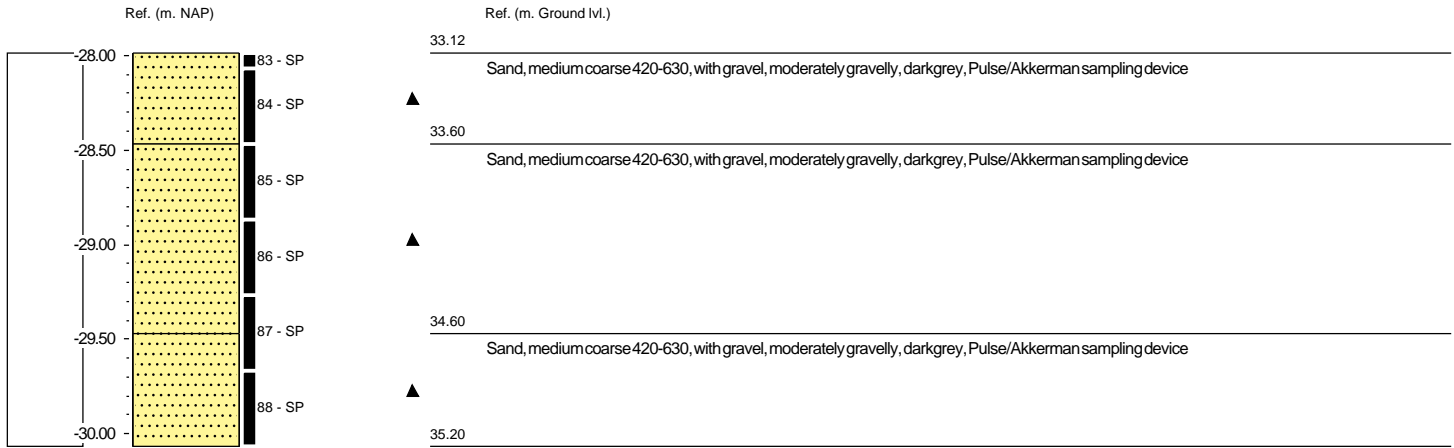 Ref. (m. NAP) Ref. (m. Ground lvl.)
33.12
-28.00 83 - SP
Sand, medium coarse 420-630, with gravel, moderately gravelly, darkgrey, Pulse/Akkerman sampling device
84 - SP
33.60
-28.50
Sand, medium coarse 420-630, with gravel, moderately gravelly, darkgrey, Pulse/Akkerman sampling device
85 - SP
-29.00
86 - SP
87 - SP
34.60
-29.50
Sand, medium coarse 420-630, with gravel, moderately gravelly, darkgrey, Pulse/Akkerman sampling device
88 - SP
-30.00
35.20